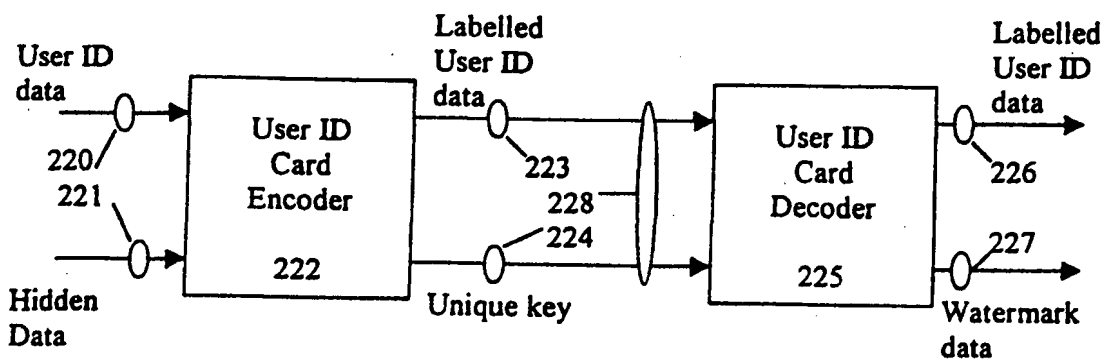 User ID
data
220
221
Hidden
Data
User ID
Card
Encoder
222
Labelled
User ID
data
223
228
224
Unique key
User ID
Card
Decoder
225
Labelled
User ID
data
226
227
Watermark
data